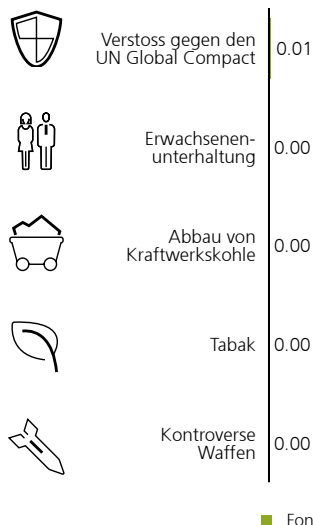 Verstoss gegen den
UN Global Compact
0.01
Erwachsenen-
unterhaltung
0.00
Abbau von
Kraftwerkskohle
0.00
Tabak
0.00
Kontroverse
Waffen
0.00
Fon